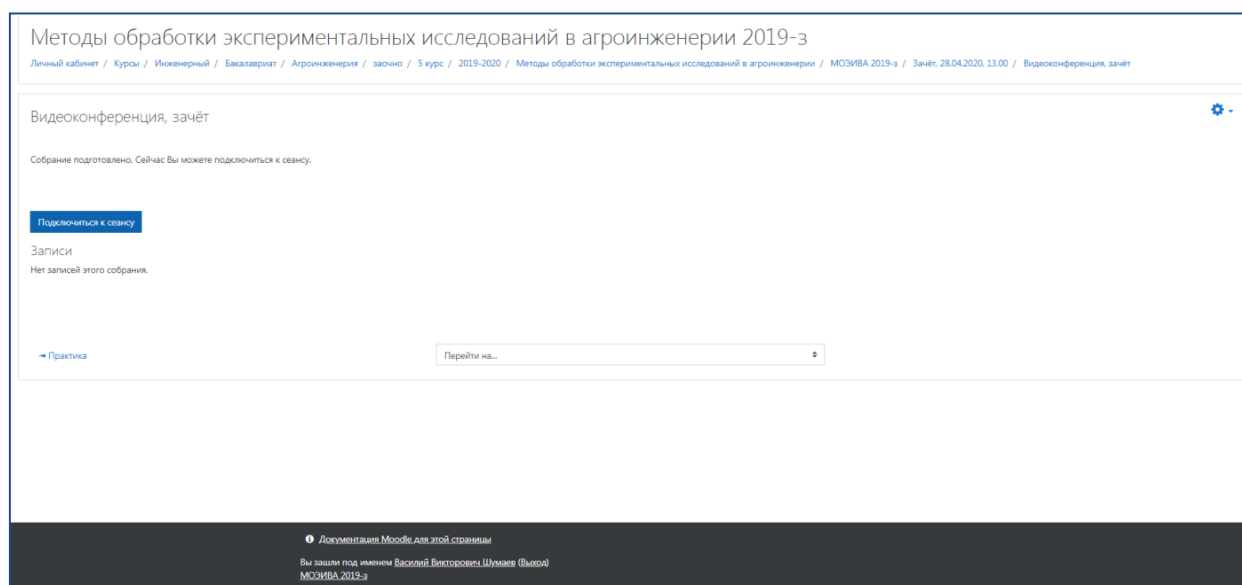 Методы обработки экспериментальных исследований в агроинженерии 2019-з
Личный кабинет / Курсы / Инженерный / Бакалавриат / Агроинженерия / заочно / 5 курс / 2019-2020 / Методы обработки экспериментальных исследований в агроинженерии / МОЭИВА 2019-з / Зачёт. 28.04.2020, 13.00 / Видеоконференция, зачёт
Видеоконференция, зачёт
Собрание подготовлено. Сейчас Вы можете подключиться к сеансу.
Подключиться к сеансу
Записи
Нет записей этого собрания.
◄ Практика
Перейти на...
Документация Moodle для этой страницы
Вы зашли под именем Василий Викторович Шумаев (Выход)
МОЭИВА 2019-з